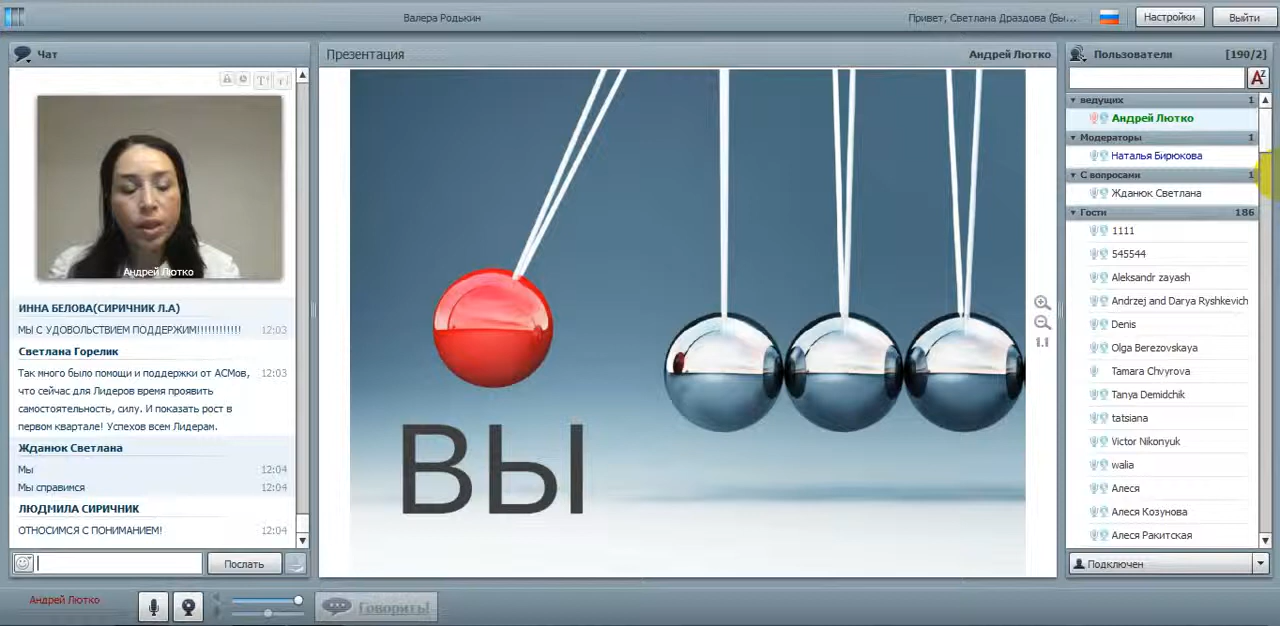 Валера Родькин
Привет, Светлана Драздова (Бы...
Настройки
Выйти
Чат
Андрей Лютко
ИННА БЕЛОВА(СИРИЧНИК Л.А)
МЫ С УДОВОЛЬСТВИЕМ ПОДДЕРЖИМ!!!!!!!!!!!! 12:03
Светлана Горелик
Так много было помощи и поддержки от АСМов, 12:03
что сейчас для Лидеров время проявить
самостоятельность, силу. И показать рост в
первом квартале! Успехов всем Лидерам.
Жданюк Светлана
Мы 12:04
Мы справимся 12:04
ЛЮДМИЛА СИРИЧНИК
ОТНОСИМСЯ С ПОНИМАНИЕМ! 12:04
Послать
Андрей Лютко
Говорить!
Презентация
Андрей Лютко
ВЫ
1.1
Пользователи [190/2]
ведущих 1
Андрей Лютко
Модераторы 1
Наталья Бирюкова
С вопросами 1
Жданюк Светлана
Гости 186
1111
545544
Aleksandr zayash
Andrzej and Darya Ryshkevich
Denis
Olga Berezovskaya
Tamara Chvyrova
Tanya Demidchik
tatsiana
Victor Nikonyuk
walia
Алеся
Алеся Козунова
Алеся Ракитская
Подключен